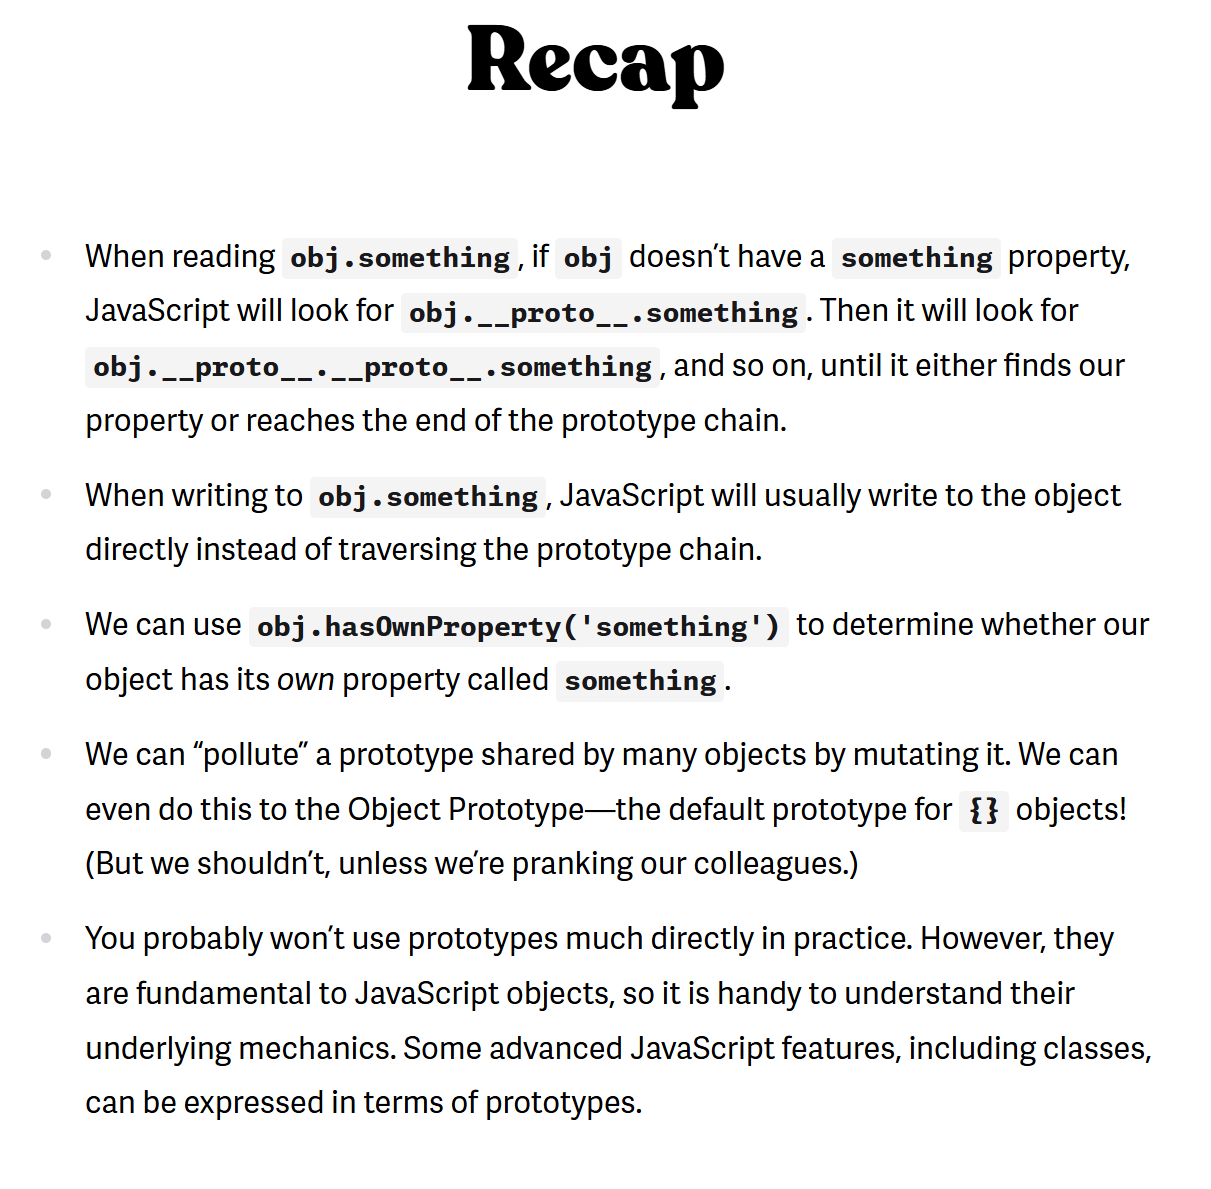 Recap
When reading obj.something, if obj doesn’t have a something property,
JavaScript will look for obj.__proto__.something. Then it will look for
obj.__proto__.__proto__.something, and so on, until it either finds our
property or reaches the end of the prototype chain.
When writing to obj.something, JavaScript will usually write to the object
directly instead of traversing the prototype chain.
We can use obj.hasOwnProperty('something') to determine whether our
object has its own property called something.
We can “pollute” a prototype shared by many objects by mutating it. We can
even do this to the Object Prototype—the default prototype for {} objects!
(But we shouldn’t, unless we’re pranking our colleagues.)
You probably won’t use prototypes much directly in practice. However, they
are fundamental to JavaScript objects, so it is handy to understand their
underlying mechanics. Some advanced JavaScript features, including classes,
can be expressed in terms of prototypes.